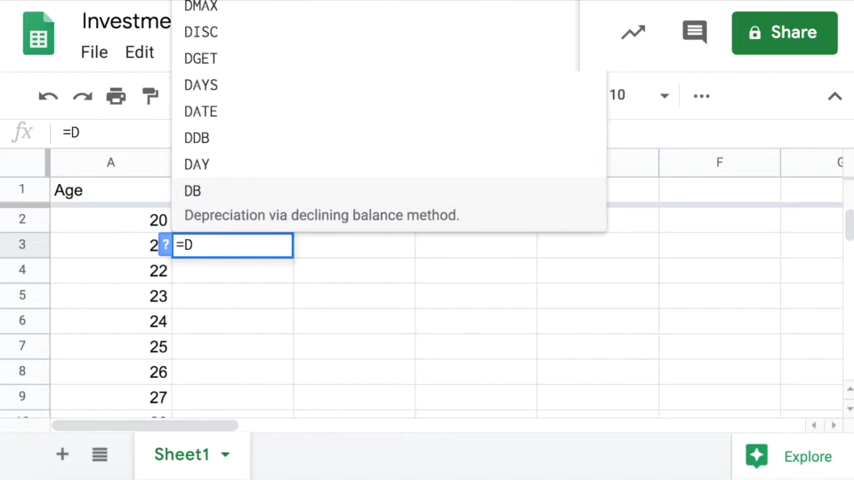 Investme
File Edit
DMAX
DISC
DGET
DAYS
DATE
DDB
DAY
DB
Depreciation via declining balance method.
Share
10
fx =D
A F G
1 Age
2 20
3 2 ? =D
4 22
5 23
6 24
7 25
8 26
9 27
Sheet1
Explore